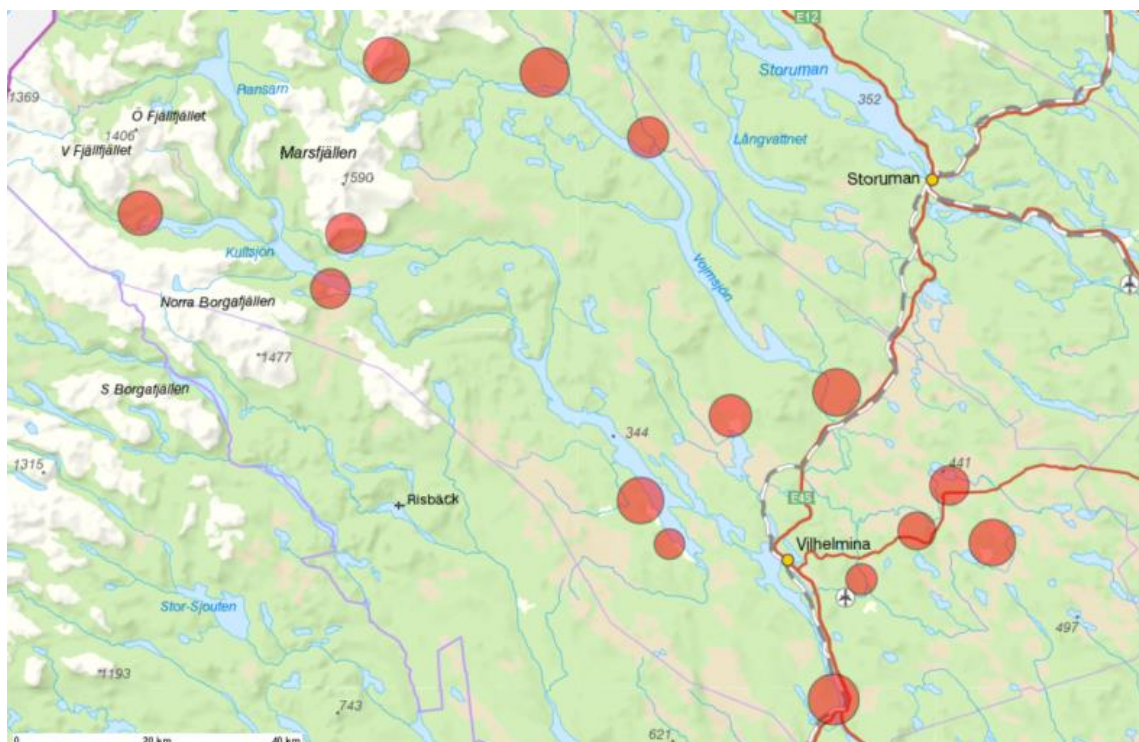 E12
Storuman
352
1369
Ransarn
Ö Fjällfjället
1406
V Fjällfjället
Marsfjällen
1590
Långvattnet
Storuman
Kultsjön
Vojmsjön
Norra Borgafjällen
1477
S Borgafjällen
344
1315
441
Risbäck
E45
Vilhelmina
Stor-Sjouten
497
1193
743
621
0 20 km 40 km